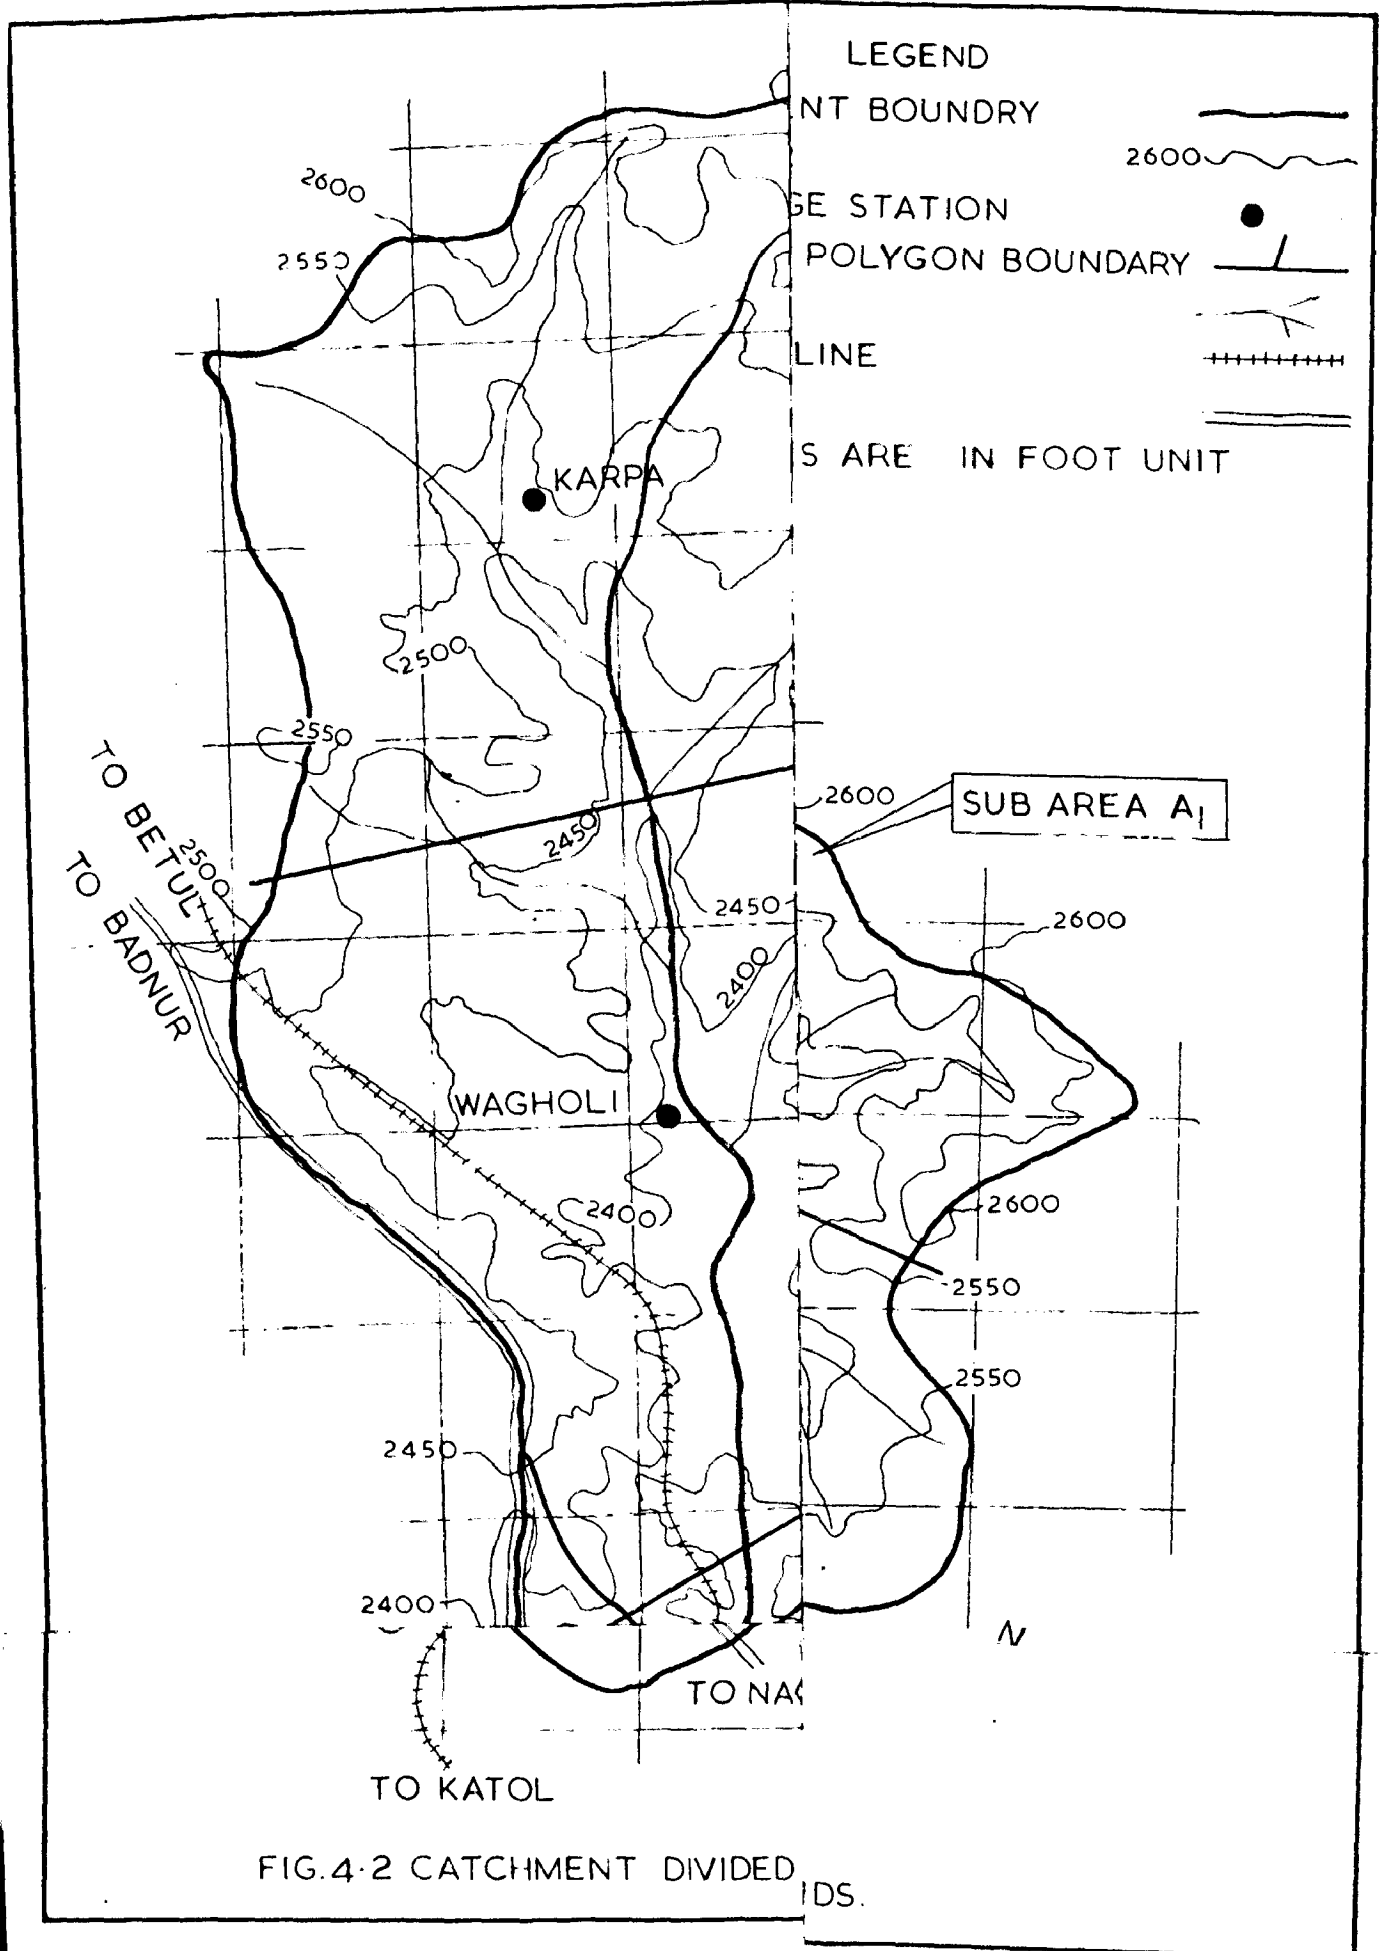 LEGEND
NT BOUNDRY
2600
GE STATION
POLYGON BOUNDARY
LINE
S ARE IN FOOT UNIT
2600
2550
KARPA
2500
2550
TO BETUL
2500
TO BADNUR
2450
2600
SUB AREA A1
2450
2600
2400
WAGHOLI
2400
2600
2550
2550
2450
2400
N
TO NA
TO KATOL
FIG.4.2 CATCHMENT DIVIDED
IDS.